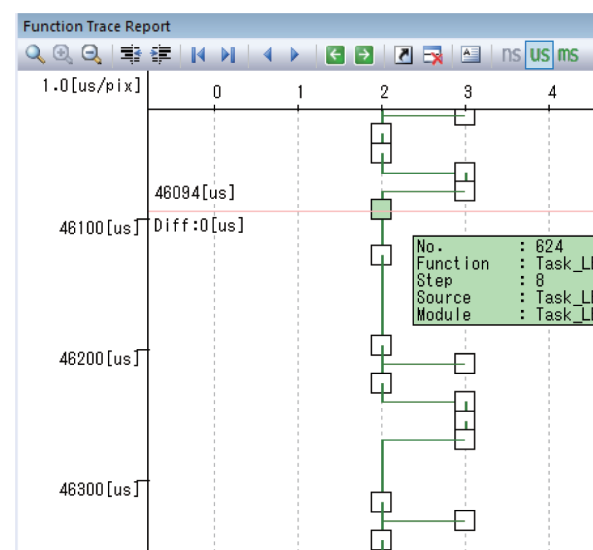 Function Trace Report
ns us ms
1.0[us/pix]
0 1 2 3 4
46094[us]
46100[us] Diff:0[us]
No. : 624
Function : Task_L
Step : 8
Source : Task_L
Module : Task_L
46200[us]
46300[us]